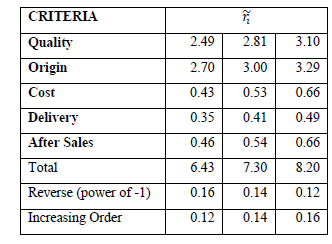 CRITERIA r̃ᵢ
Quality 2.49 2.81 3.10
Origin 2.70 3.00 3.29
Cost 0.43 0.53 0.66
Delivery 0.35 0.41 0.49
After Sales 0.46 0.54 0.66
Total 6.43 7.30 8.20
Reverse (power of -1) 0.16 0.14 0.12
Increasing Order 0.12 0.14 0.16